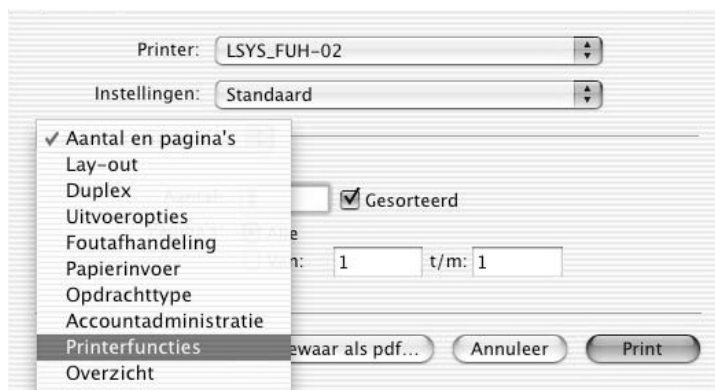 Printer: LSYS_FUH-02
Instellingen: Standaard
✓ Aantal en pagina's
Lay-out
Duplex
Uitvoeropties
Gesorteerd
Foutafhandeling
Papierinvoer
1 t/m: 1
Opdrachttype
Accountadministratie
Printerfuncties
ewaar als pdf... Annuleer Print
Overzicht